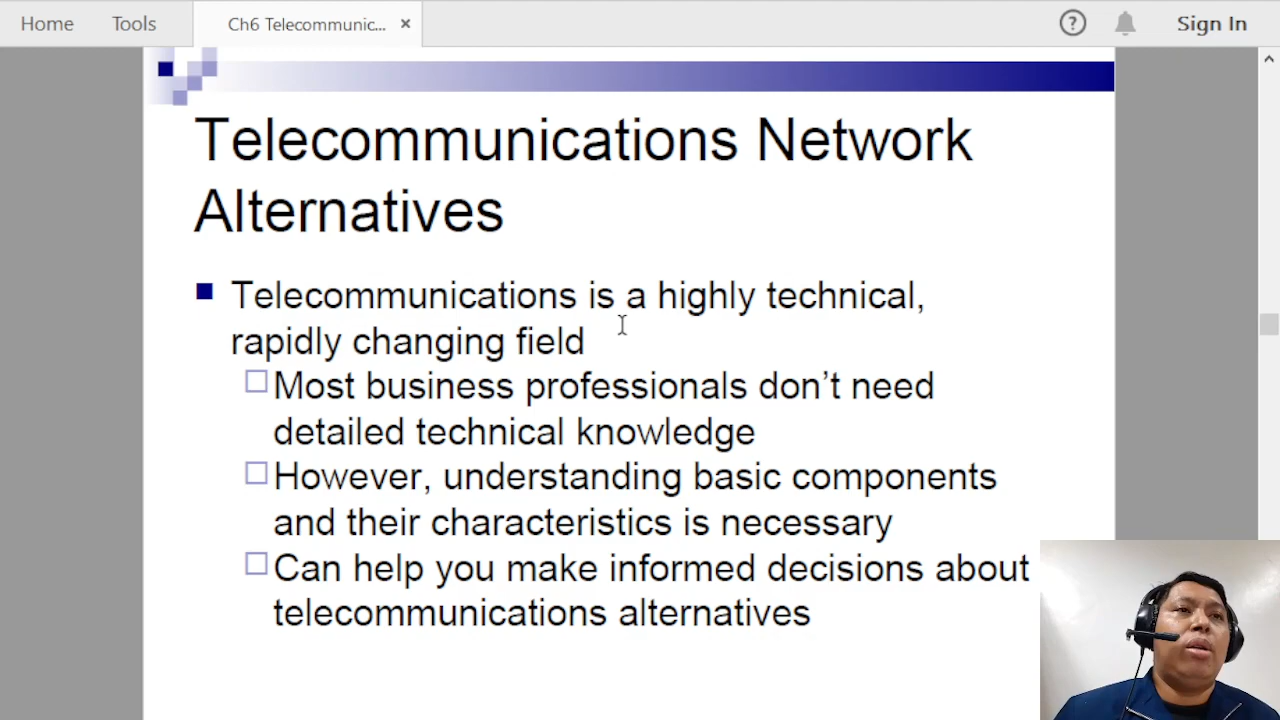 Home Tools Ch6 Telecommunic... × ? Sign In
Telecommunications Network
Alternatives
Telecommunications is a highly technical,
rapidly changing field
Most business professionals don’t need
detailed technical knowledge
However, understanding basic components
and their characteristics is necessary
Can help you make informed decisions about
telecommunications alternatives